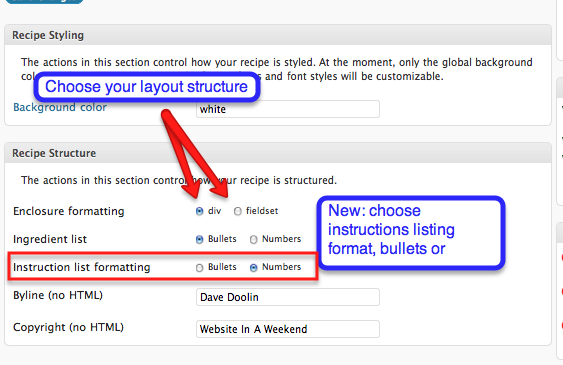 Recipe Styling
The actions in this section control how your recipe is styled. At the moment, only the global background
and font styles will be customizable.
Choose your layout structure
Background color
white
Recipe Structure
The actions in this section control how your recipe is structured.
Enclosure formatting
div
fieldset
New: choose
instructions listing
format, bullets or
Ingredient list
Bullets
Numbers
Instruction list formatting
Bullets
Numbers
Byline (no HTML)
Dave Doolin
Copyright (no HTML)
Website In A Weekend